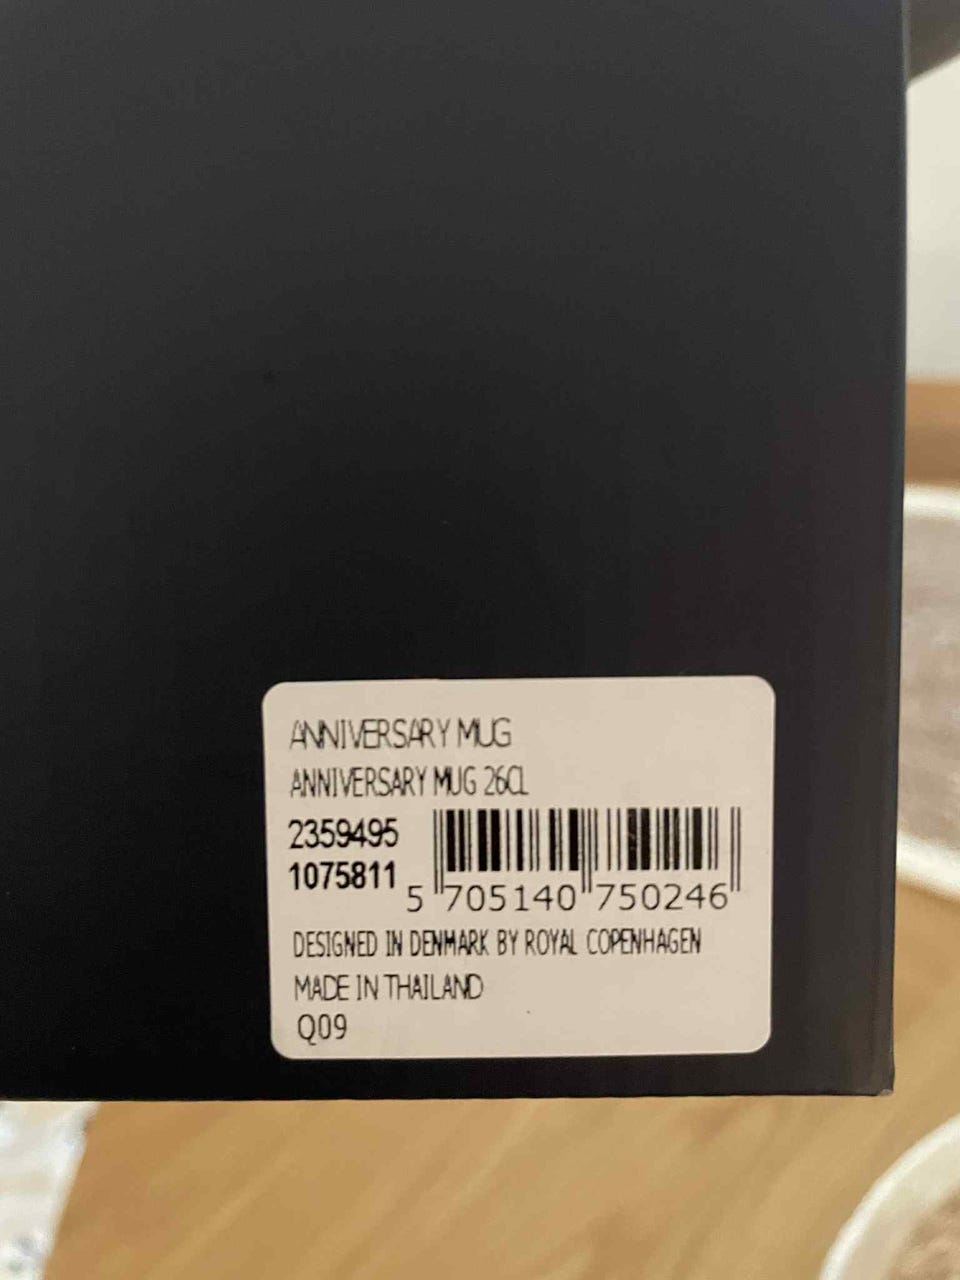 ANNIVERSARY MUG
ANNIVERSARY MUG 26CL
2359495
1075811
5 705140 750246
DESIGNED IN DENMARK BY ROYAL COPENHAGEN
MADE IN THAILAND
Q09